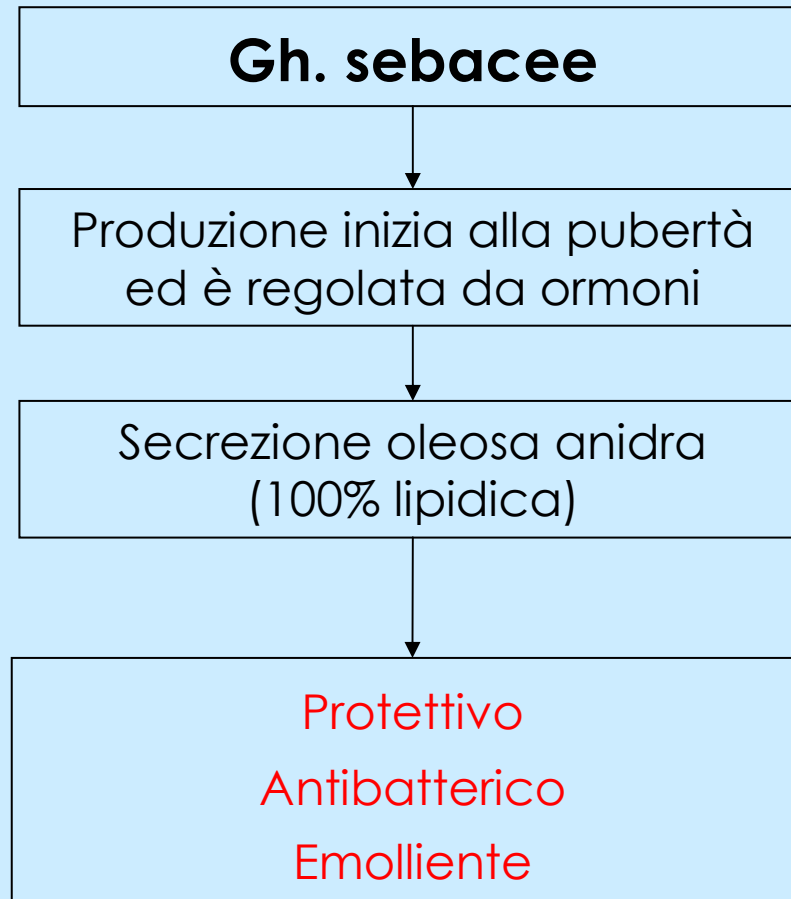 Gh. sebacee
Produzione inizia alla pubertà
ed è regolata da ormoni
Secrezione oleosa anidra
(100% lipidica)
Protettivo
Antibatterico
Emolliente